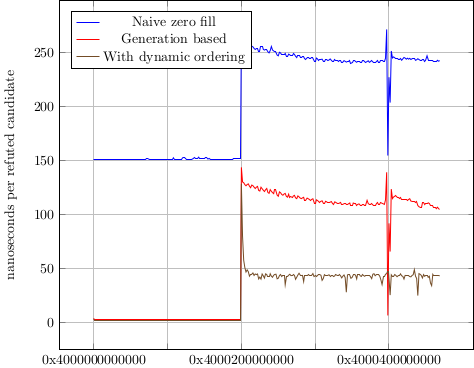 Naive zero fill
Generation based
With dynamic ordering
nanoseconds per refuted candidate
250
200
150
100
50
0
0x4000000000000
0x4000200000000
0x4000400000000